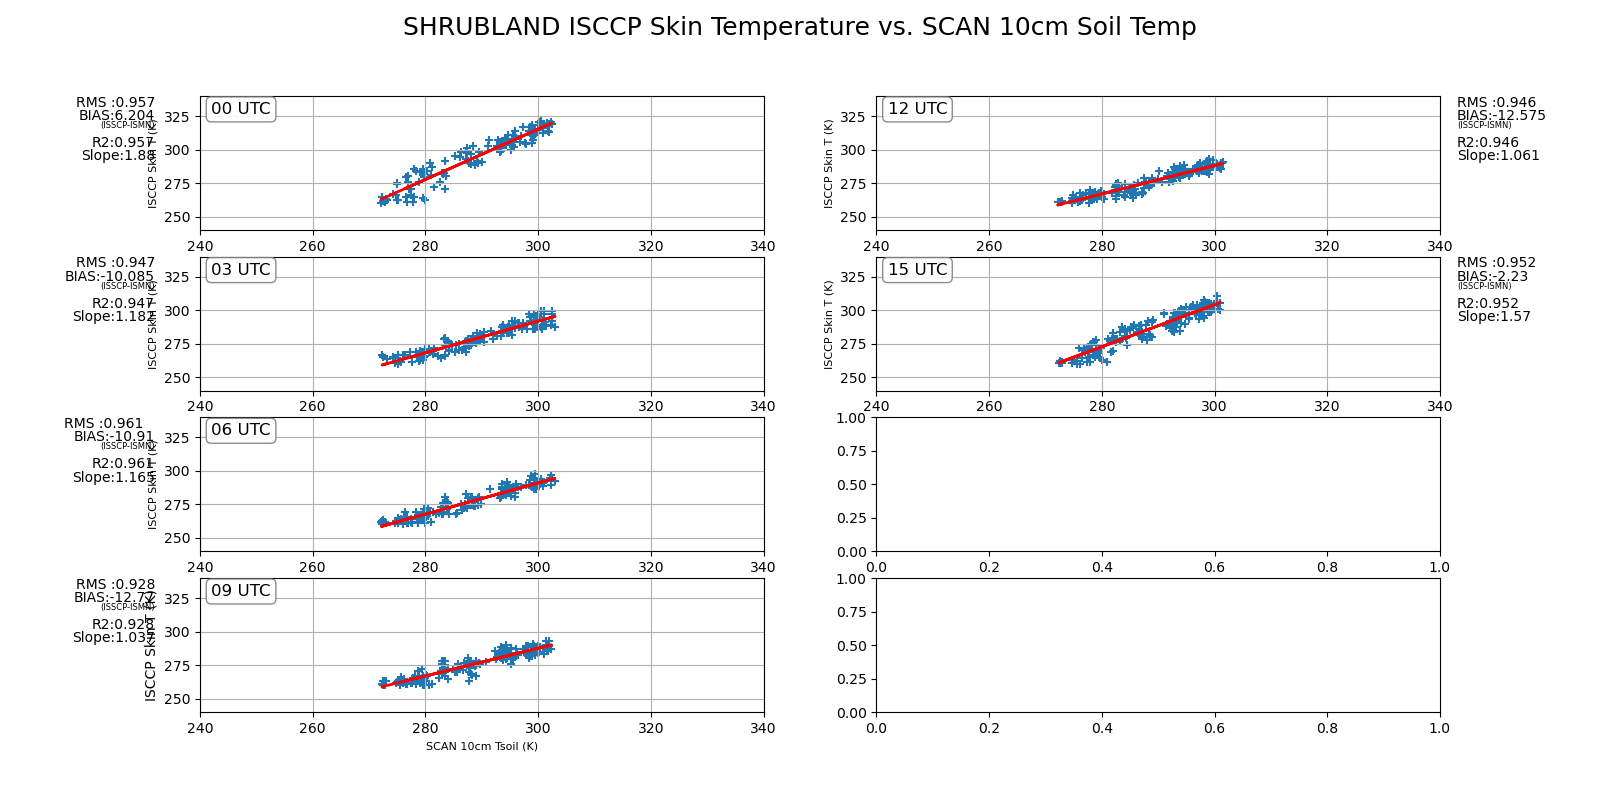 SHRUBLAND ISCCP Skin Temperature vs. SCAN 10cm Soil Temp
RMS :0.957
BIAS:6.204
(ISSCP-ISMN)
R2:0.957
Slope:1.88
ISCCP Skin T (K)
00 UTC
325
300
275
250
240 260 280 300 320 340
RMS :0.947
BIAS:-10.085
(ISSCP-ISMN)
R2:0.947
Slope:1.182
ISCCP Skin T (K)
03 UTC
325
300
275
250
240 260 280 300 320 340
RMS :0.961
BIAS:-10.91
(ISSCP-ISMN)
R2:0.961
Slope:1.165
ISCCP Skin T (K)
06 UTC
325
300
275
250
240 260 280 300 320 340
RMS :0.928
BIAS:-12.72
(ISSCP-ISMN)
R2:0.928
Slope:1.037
ISCCP Skin T (K)
09 UTC
325
300
275
250
240 260 280 300 320 340
SCAN 10cm Tsoil (K)
ISCCP Skin T (K)
12 UTC
325
300
275
250
240 260 280 300 320 340
RMS :0.946
BIAS:-12.575
(ISSCP-ISMN)
R2:0.946
Slope:1.061
ISCCP Skin T (K)
15 UTC
325
300
275
250
240 260 280 300 320 340
RMS :0.952
BIAS:-2.23
(ISSCP-ISMN)
R2:0.952
Slope:1.57
1.00
0.75
0.50
0.25
0.00
0.0 0.2 0.4 0.6 0.8 1.0
1.00
0.75
0.50
0.25
0.00
0.0 0.2 0.4 0.6 0.8 1.0